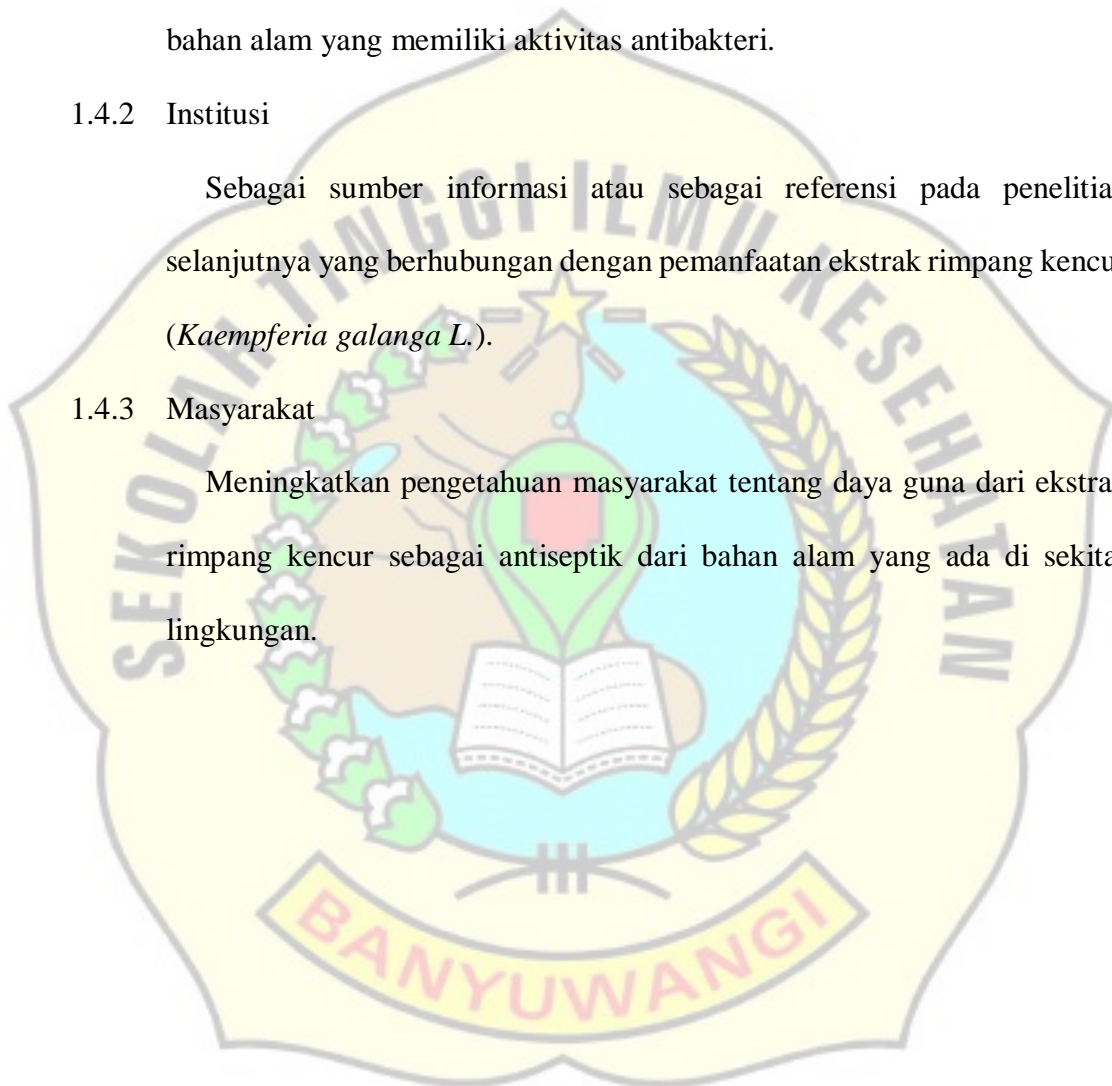 bahan alam yang memiliki aktivitas antibakteri.
1.4.2 Institusi
Sebagai sumber informasi atau sebagai referensi pada penelitia
selanjutnya yang berhubungan dengan pemanfaatan ekstrak rimpang kencu
(Kaempferia galanga L.).
1.4.3 Masyarakat
Meningkatkan pengetahuan masyarakat tentang daya guna dari ekstra
rimpang kencur sebagai antiseptik dari bahan alam yang ada di sekita
lingkungan.
SEKOLAH TINGGI ILMU KESEHATAN
BANYUWANGI